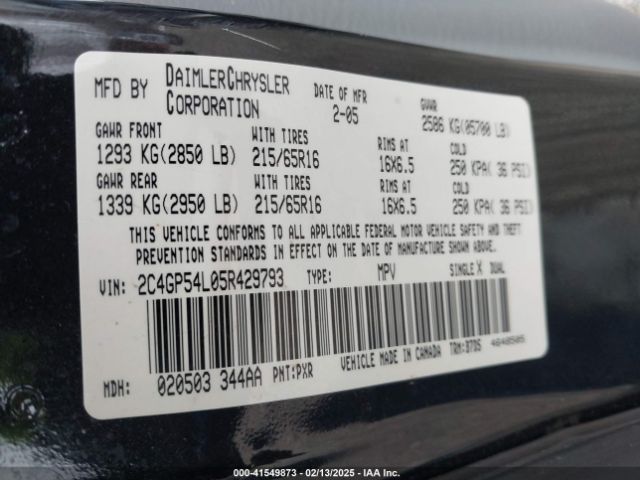 MFD BY DAIMLERCHRYSLER CORPORATION DATE OF MFR 2-05 GVWR 2586 KG(05700 LB)
GAWR FRONT WITH TIRES RIMS AT COLD
1293 KG(2850 LB) 215/65R16 16X6.5 250 KPA( 36 PSI)
GAWR REAR WITH TIRES RIMS AT COLD
1339 KG(2950 LB) 215/65R16 16X6.5 250 KPA( 36 PSI)
THIS VEHICLE CONFORMS TO ALL APPLICABLE FEDERAL MOTOR VEHICLE SAFETY, BUMPER, AND THEFT
PREVENTION STANDARDS IN EFFECT ON THE DATE OF MANUFACTURE SHOWN ABOVE.
VIN: 2C4GP54L05R429793 TYPE: MPV SINGLE X DUAL
MDH: 020503 344AA PNT:PXR VEHICLE MADE IN CANADA TRM:B7D5 4648505
000-41549873 - 02/13/2025 - IAA Inc.